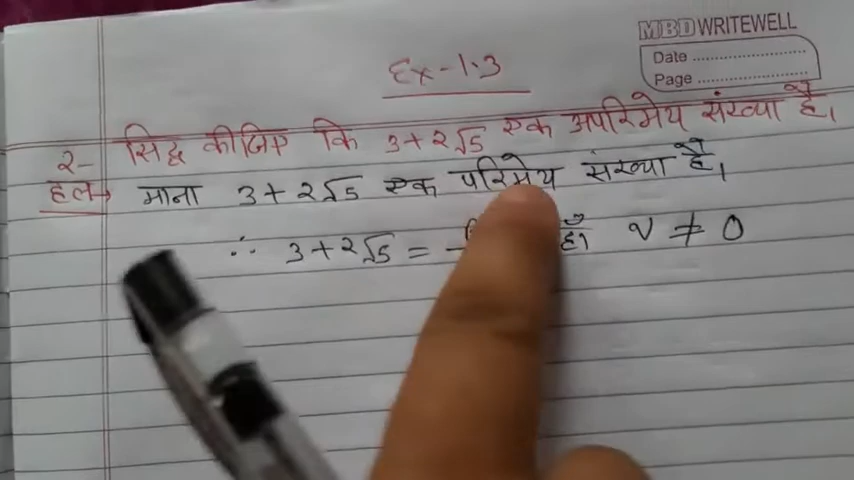 MBD WRITEWELL
Date
Page
Ex-1.3
2- सिद्ध कीजिए कि 3+2√5 एक अपरिमेय संख्या है।
हल→ माना 3+2√5 एक परिमेय संख्या है।
∴ 3+2√5 = जहाँ v ≠ 0